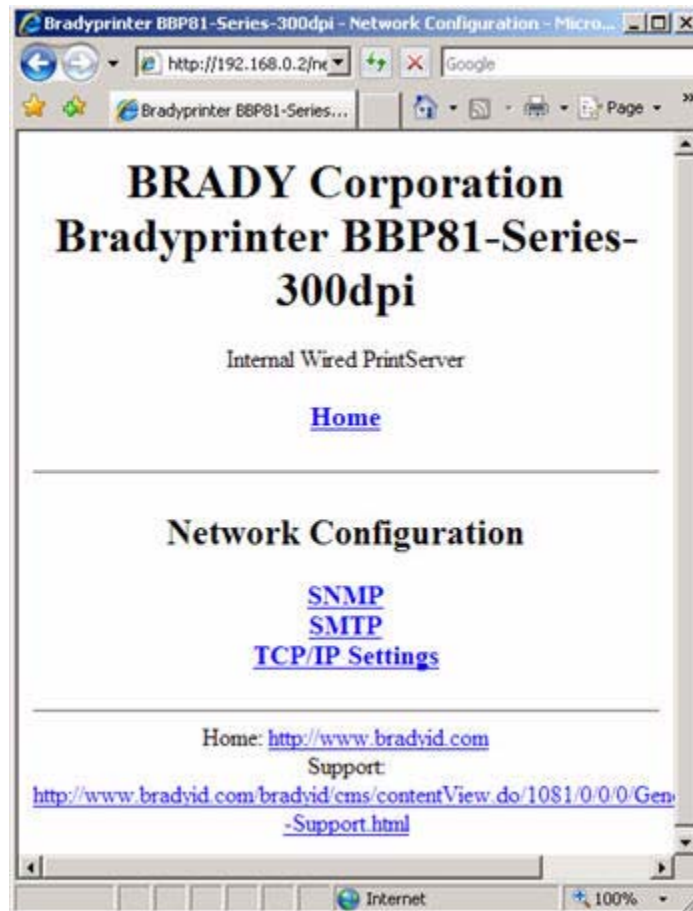 Bradyprinter BBP81-Series-300dpi - Network Configuration - Micro...
http://192.168.0.2/ne
Google
Bradyprinter BBP81-Series...
Page
BRADY Corporation
Bradyprinter BBP81-Series-
300dpi
Internal Wired PrintServer
Home
Network Configuration
SNMP
SMTP
TCP/IP Settings
Home: http://www.bradyid.com
Support:
http://www.bradyid.com/bradyid/cms/contentView.do/1081/0/0/0/Gene
-Support.html
Internet
100%